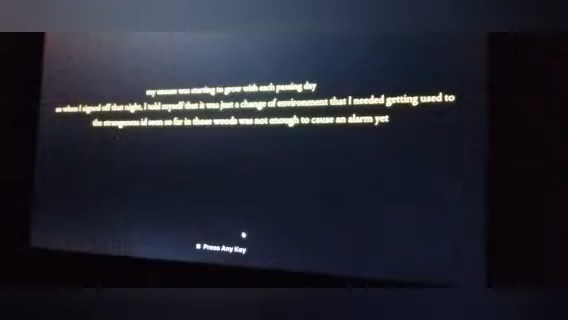 my unease was starting to grow with each passing day
so when I signed off that night, I told myself that it was just a change of environment that I needed getting used to
the strangeness id seen so far in those woods was not enough to cause an alarm yet
Press Any Key